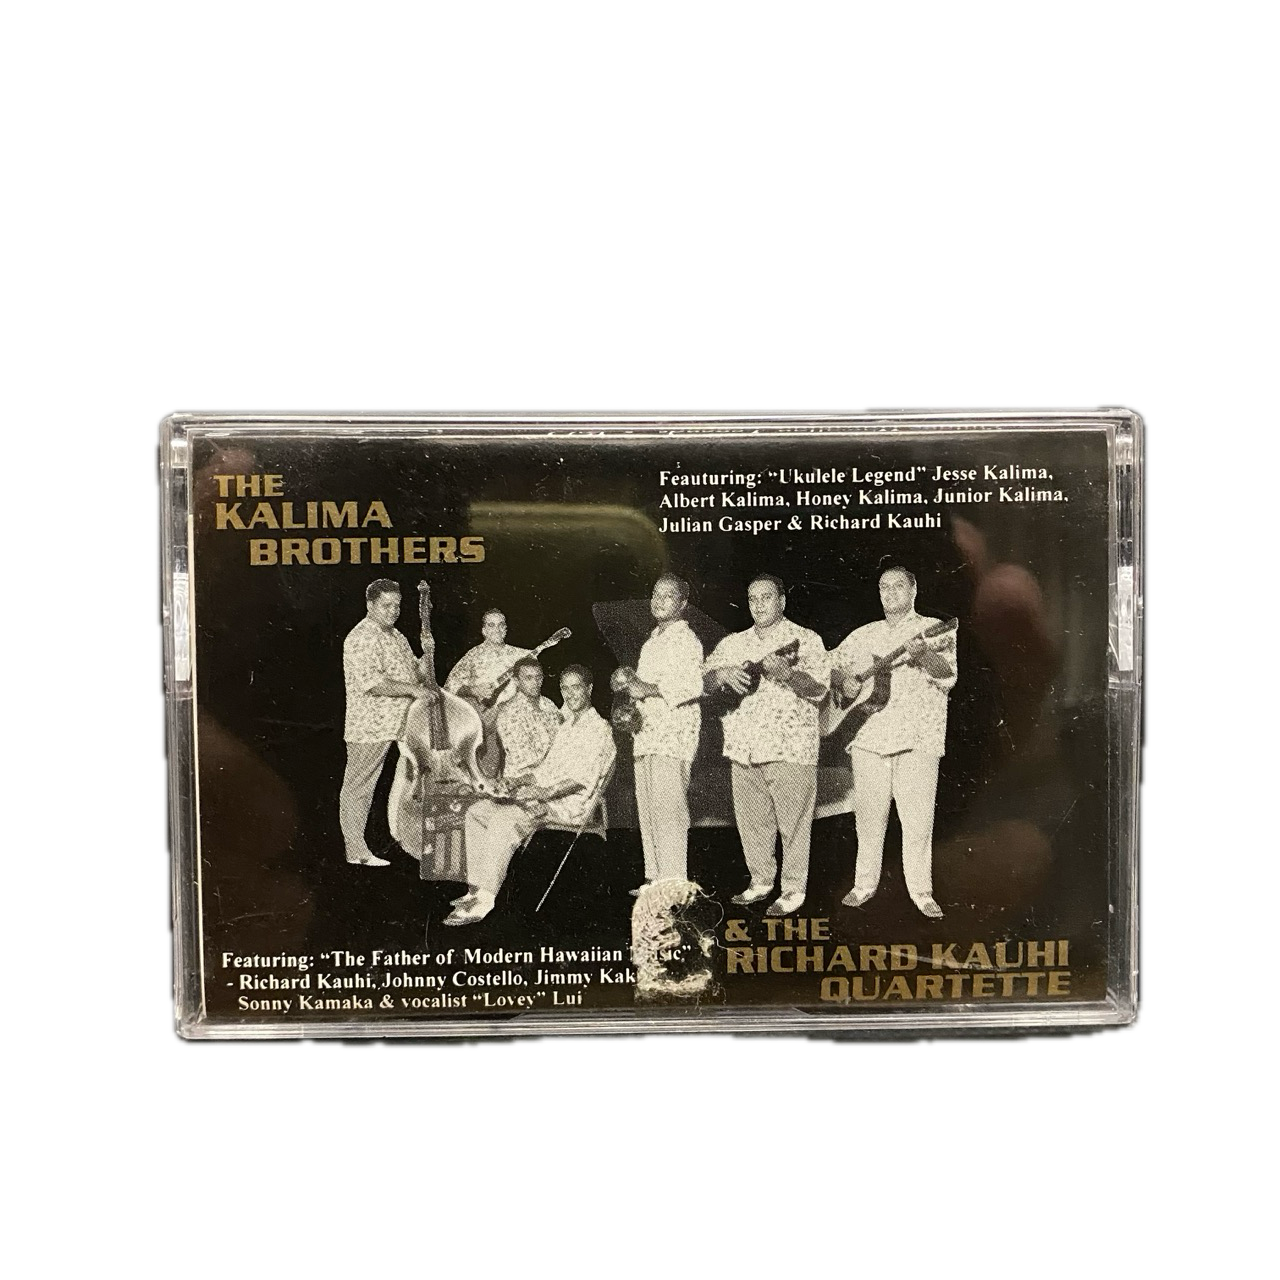 THE
KALIMA
BROTHERS
Feauturing: “Ukulele Legend” Jesse Kalima,
Albert Kalima, Honey Kalima, Junior Kalima,
Julian Gasper & Richard Kauhi
Featuring: “The Father of Modern Hawaiian
- Richard Kauhi, Johnny Costello, Jimmy
Sonny Kamaka & vocalist “Lovey” Lui
& THE
RICHARD KAUHI
QUARTETTE